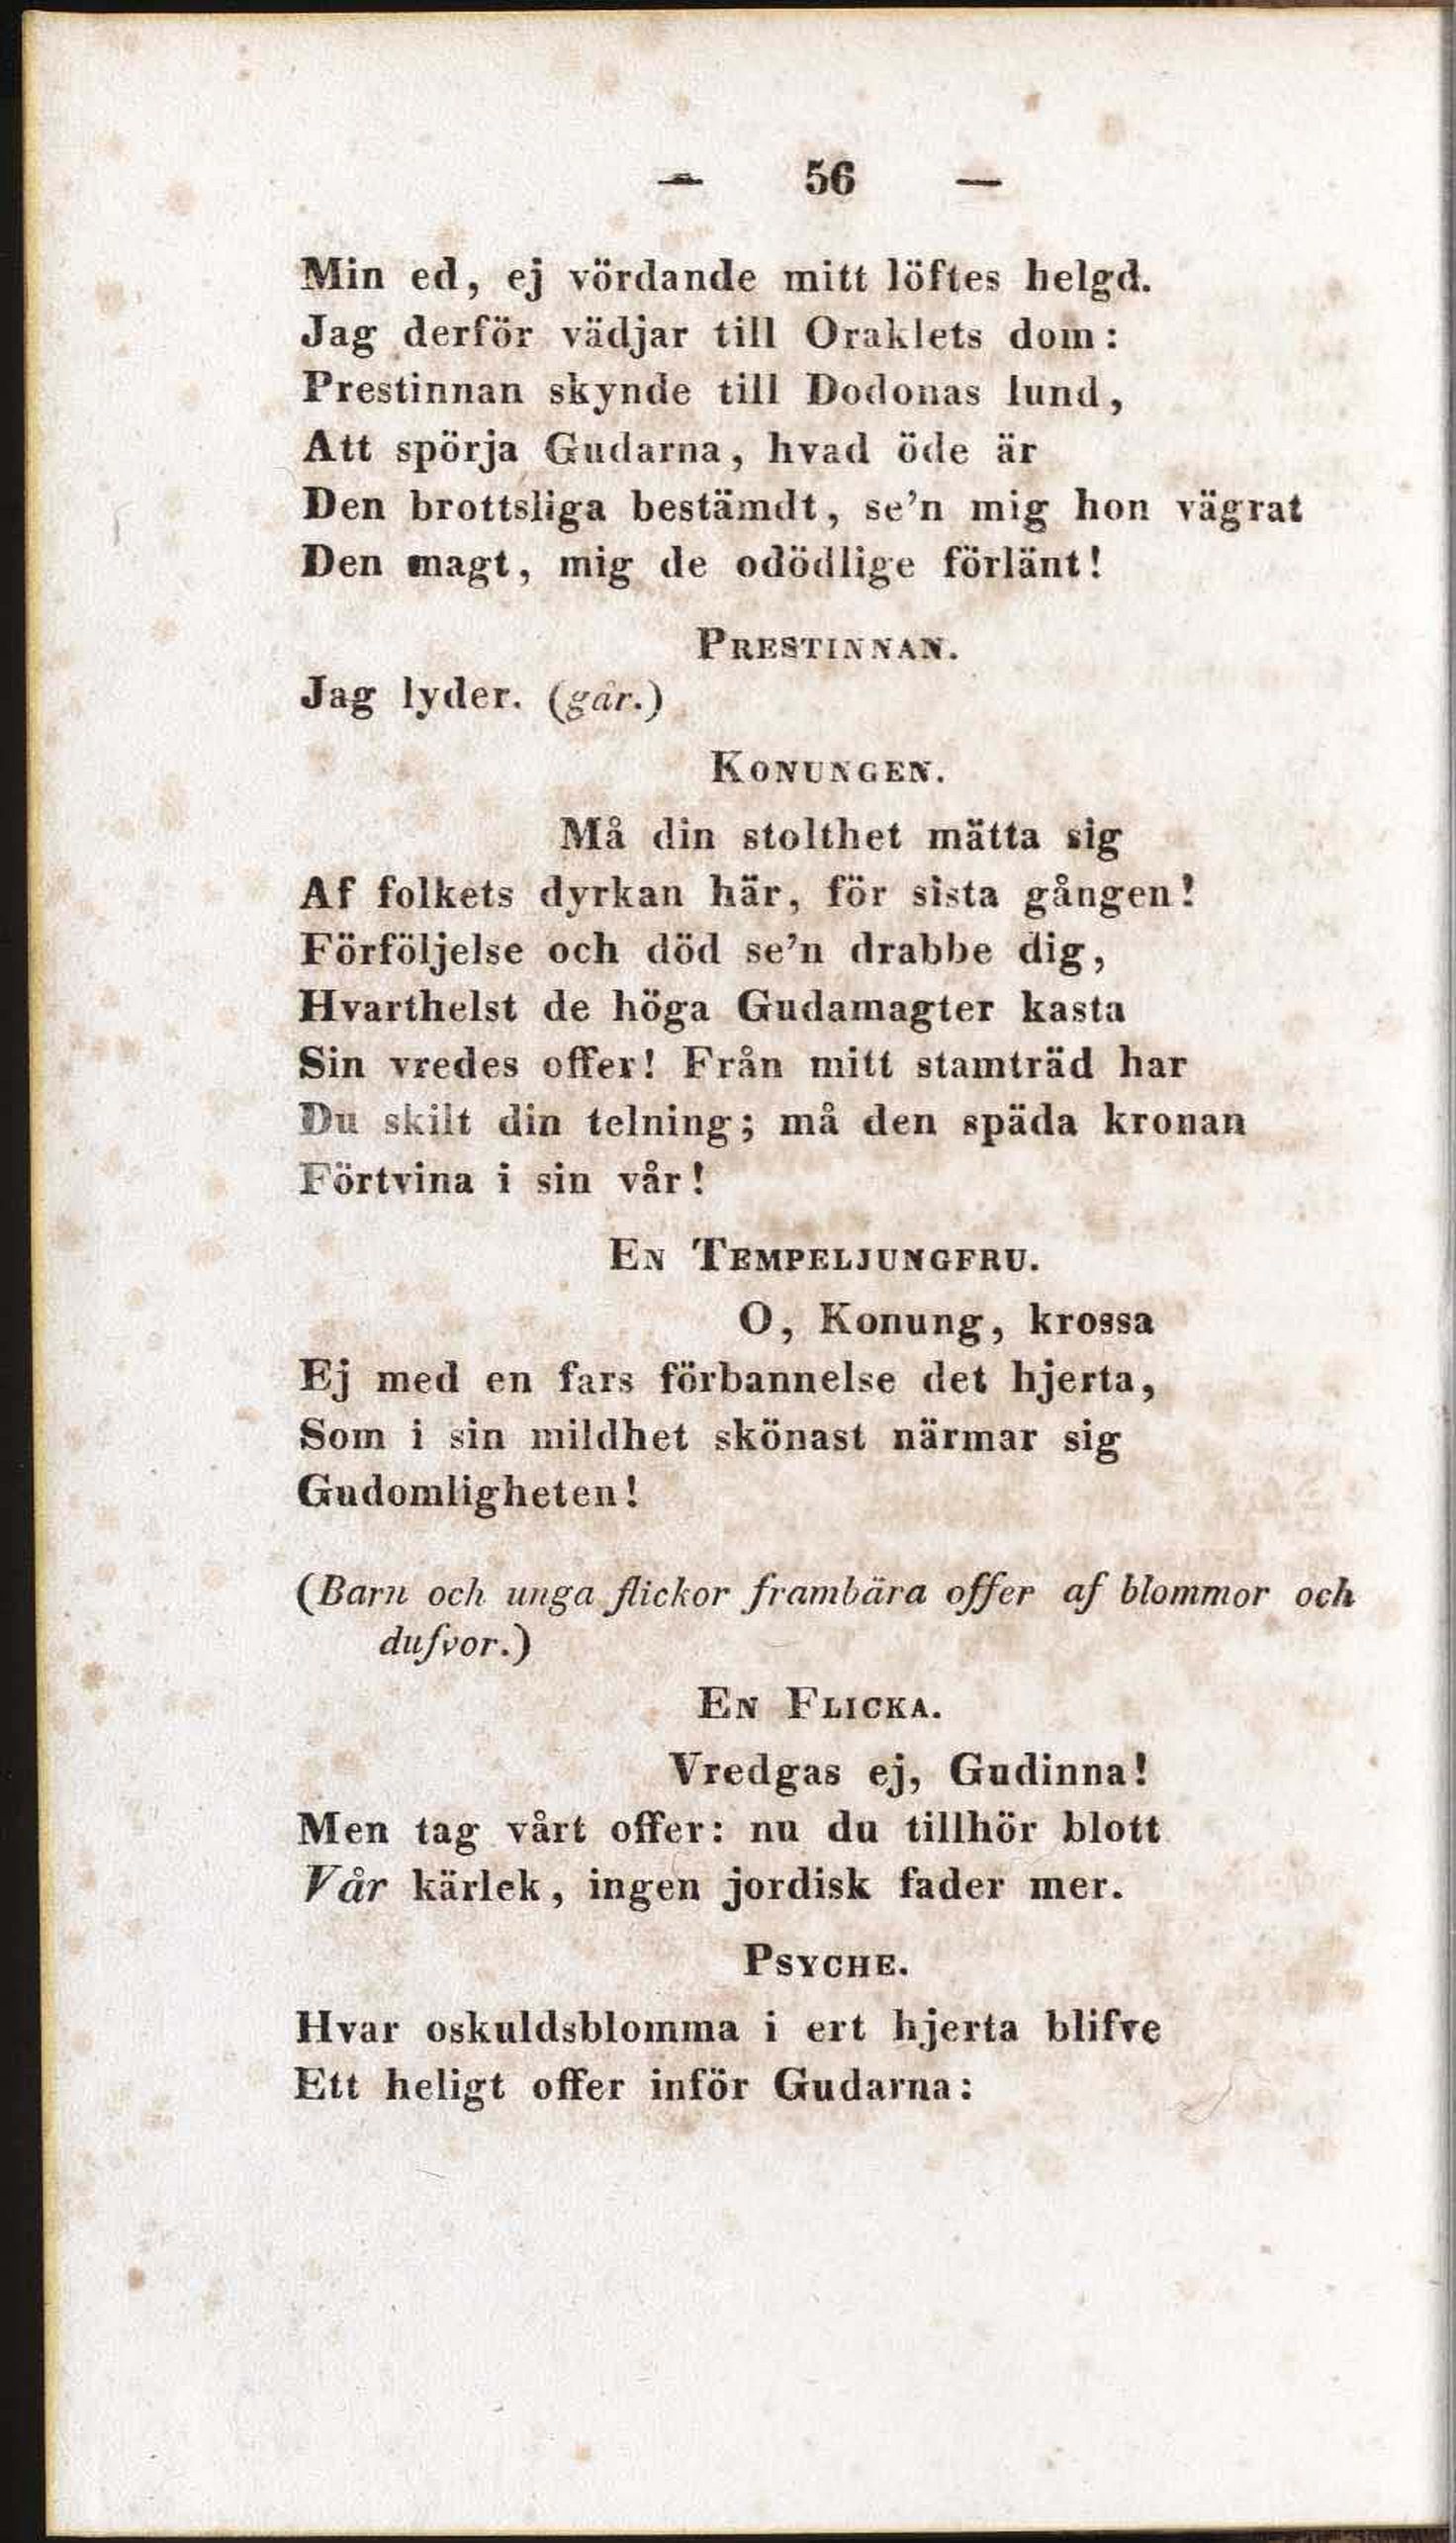 — 56 —
Min ed, ej vördande mitt löftes helgd.
Jag derför vädjar till Oraklets dom:
Prestinnan skynde till Dodonas lund,
Att spörja Gudarna, hvad öde är
Den brottsliga bestämdt, se'n mig hon vägrat
Den magt, mig de odödlige förlänt!
PRESTINNAN.
Jag lyder. (går.)
KONUNGEN.
Må din stolthet mätta sig
Af folkets dyrkan här, för sista gången!
Förföljelse och död se'n drabbe dig,
Hvarthelst de höga Gudamagter kasta
Sin vredes offer! Från mitt stamträd har
Du skilt din telning; må den späda kronan
Förtvina i sin vår!
EN TEMPELJUNGFRU.
O, Konung, krossa
Ej med en fars förbannelse det hjerta,
Som i sin mildhet skönast närmar sig
Gudomligheten!
(Barn och unga flickor frambära offer af blommor och
dufvor.)
EN FLICKA.
Vredgas ej, Gudinna!
Men tag vårt offer: nu du tillhör blott
Vår kärlek, ingen jordisk fader mer.
PSYCHE.
Hvar oskuldsblomma i ert hjerta blifve
Ett heligt offer inför Gudarna: